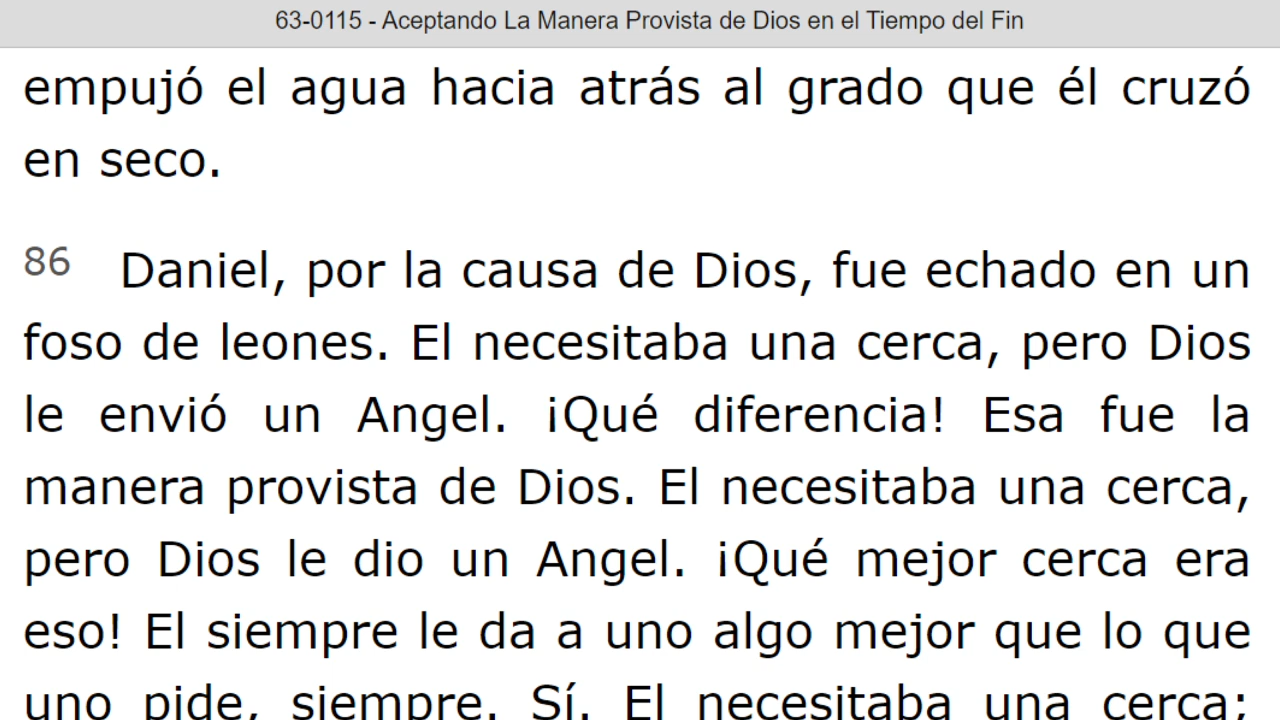 63-0115 - Aceptando La Manera Provista de Dios en el Tiempo del Fin
empujó el agua hacia atrás al grado que él cruzó
en seco.
86 Daniel, por la causa de Dios, fue echado en un
foso de leones. El necesitaba una cerca, pero Dios
le envió un Angel. ¡Qué diferencia! Esa fue la
manera provista de Dios. El necesitaba una cerca,
pero Dios le dio un Angel. ¡Qué mejor cerca era
eso! El siempre le da a uno algo mejor que lo que
uno pide, siempre. Sí. El necesitaba una cerca;